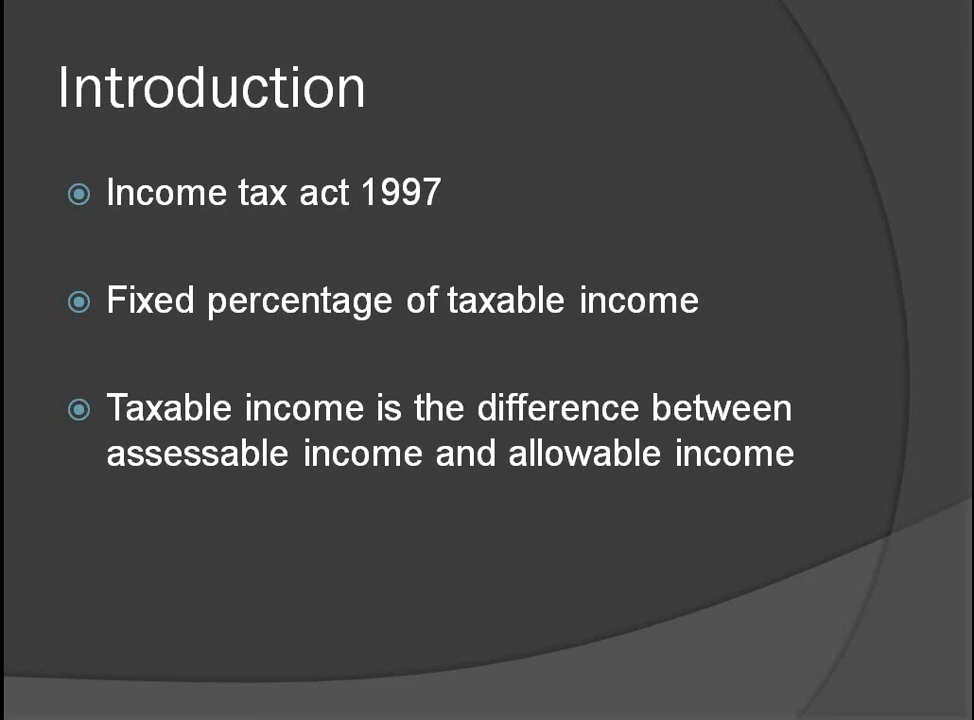 Introduction
Income tax act 1997
Fixed percentage of taxable income
Taxable income is the difference between
assessable income and allowable income